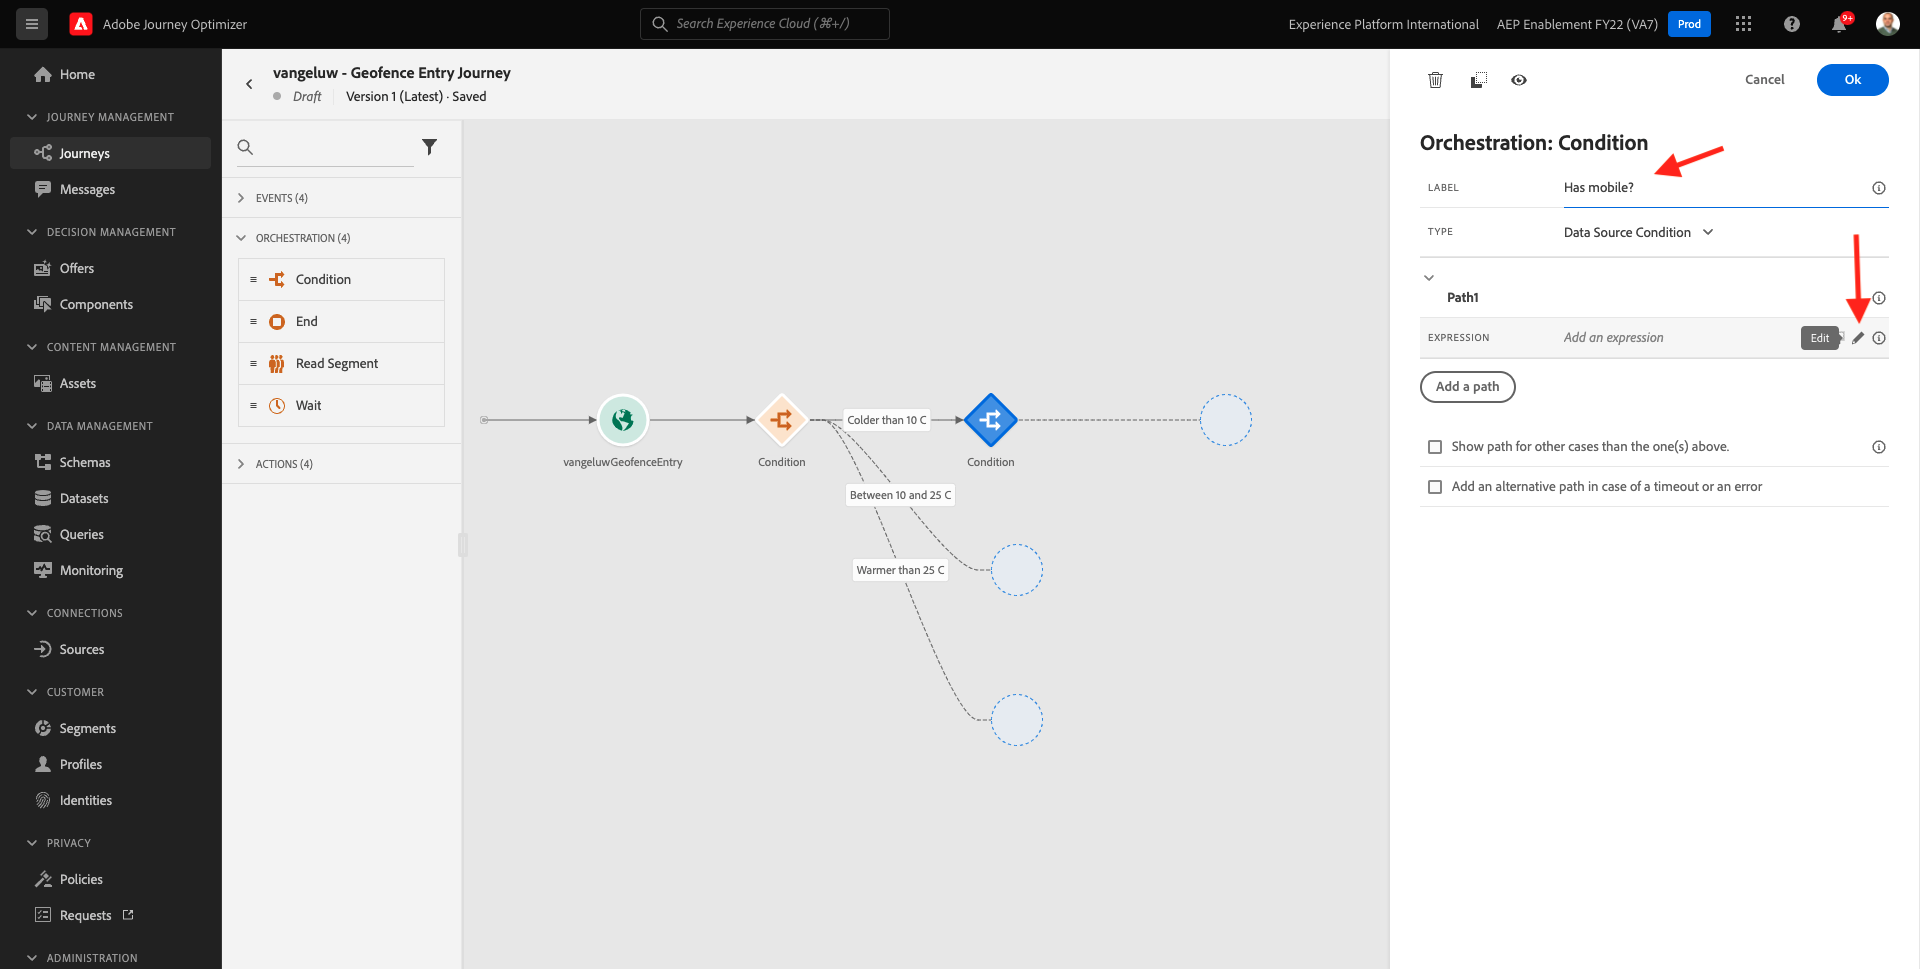 Adobe Journey Optimizer
Search Experience Cloud (⌘+/)
Experience Platform International
AEP Enablement FY22 (VA7)
Prod
9+
Home
JOURNEY MANAGEMENT
Journeys
Messages
DECISION MANAGEMENT
Offers
Components
CONTENT MANAGEMENT
Assets
DATA MANAGEMENT
Schemas
Datasets
Queries
Monitoring
CONNECTIONS
Sources
CUSTOMER
Segments
Profiles
Identities
PRIVACY
Policies
Requests
ADMINISTRATION
vangeluw - Geofence Entry Journey
Draft
Version 1 (Latest) · Saved
EVENTS (4)
ORCHESTRATION (4)
Condition
End
Read Segment
Wait
ACTIONS (4)
vangeluwGeofenceEntry
Condition
Colder than 10 C
Condition
Between 10 and 25 C
Warmer than 25 C
Cancel
Ok
Orchestration: Condition
LABEL
Has mobile?
TYPE
Data Source Condition
Path1
EXPRESSION
Add an expression
Edit
Add a path
Show path for other cases than the one(s) above.
Add an alternative path in case of a timeout or an error